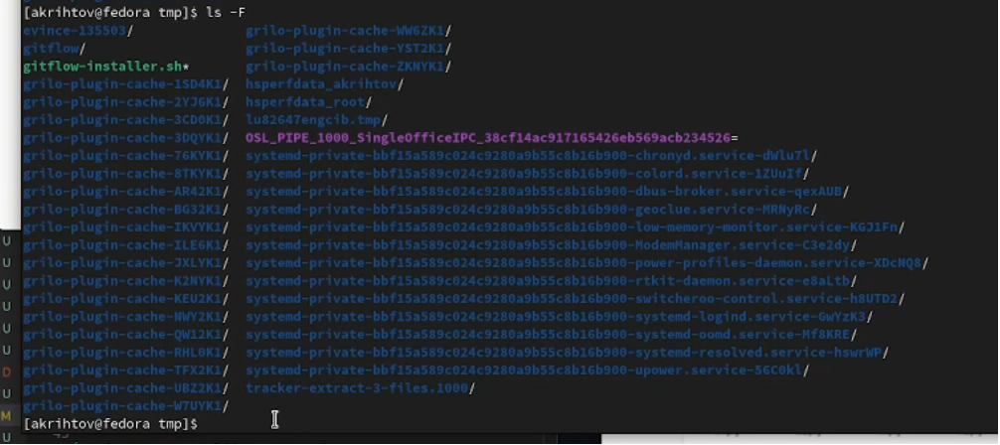 [akrihtov@fedora tmp]$ ls -F
evince-135503/ grilo-plugin-cache-WW6ZK1/
gitflow/ grilo-plugin-cache-YST2K1/
gitflow-installer.sh* grilo-plugin-cache-ZKNYK1/
grilo-plugin-cache-1SD4K1/ hsperfdata_akrihtov/
grilo-plugin-cache-2YJ6K1/ hsperfdata_root/
grilo-plugin-cache-3CD0K1/ lu82647engcib.tmp/
grilo-plugin-cache-3DQYK1/ OSL_PIPE_1000_SingleOfficeIPC_38cf14ac917165426eb569acb234526=
grilo-plugin-cache-76KYK1/ systemd-private-bbf15a589c024c9280a9b55c8b16b900-chronyd.service-dWlu7l/
grilo-plugin-cache-8TKYK1/ systemd-private-bbf15a589c024c9280a9b55c8b16b900-colord.service-1ZUuIf/
grilo-plugin-cache-AR42K1/ systemd-private-bbf15a589c024c9280a9b55c8b16b900-dbus-broker.service-qexAUB/
grilo-plugin-cache-BG32K1/ systemd-private-bbf15a589c024c9280a9b55c8b16b900-geoclue.service-MRNyRc/
grilo-plugin-cache-IKVYK1/ systemd-private-bbf15a589c024c9280a9b55c8b16b900-low-memory-monitor.service-KGJ1Fn/
grilo-plugin-cache-ILE6K1/ systemd-private-bbf15a589c024c9280a9b55c8b16b900-ModemManager.service-C3e2dy/
grilo-plugin-cache-JXLYK1/ systemd-private-bbf15a589c024c9280a9b55c8b16b900-power-profiles-daemon.service-XDcNQ8/
grilo-plugin-cache-K2NYK1/ systemd-private-bbf15a589c024c9280a9b55c8b16b900-rtkit-daemon.service-e8aLtb/
grilo-plugin-cache-KEU2K1/ systemd-private-bbf15a589c024c9280a9b55c8b16b900-switcheroo-control.service-h8UTD2/
grilo-plugin-cache-NWY2K1/ systemd-private-bbf15a589c024c9280a9b55c8b16b900-systemd-logind.service-GwYzK3/
grilo-plugin-cache-QW12K1/ systemd-private-bbf15a589c024c9280a9b55c8b16b900-systemd-oomd.service-Mf8KRE/
grilo-plugin-cache-RHL0K1/ systemd-private-bbf15a589c024c9280a9b55c8b16b900-systemd-resolved.service-hswrWP/
grilo-plugin-cache-TFX2K1/ systemd-private-bbf15a589c024c9280a9b55c8b16b900-upower.service-56C0kl/
grilo-plugin-cache-UBZ2K1/ tracker-extract-3-files.1000/
grilo-plugin-cache-W7UYK1/
[akrihtov@fedora tmp]$
U
U
U
U
U
U
D
U
M
U